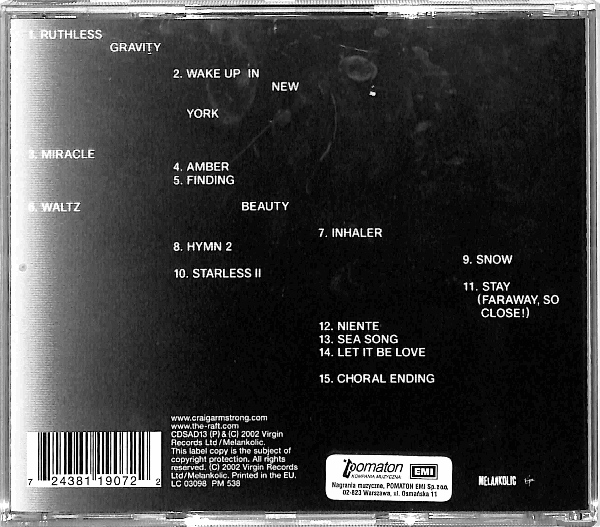 1. RUTHLESS
GRAVITY
2. WAKE UP IN
NEW
YORK
3. MIRACLE
4. AMBER
5. FINDING
6. WALTZ
BEAUTY
7. INHALER
8. HYMN 2
9. SNOW
10. STARLESS II
11. STAY
(FARAWAY, SO
CLOSE!)
12. NIENTE
13. SEA SONG
14. LET IT BE LOVE
15. CHORAL ENDING
www.craigarmstrong.com
www.the-raft.com
CDSAD13 (P) & (C) 2002 Virgin
Records Ltd/Melankolic.
This label copy is the subject of
copyright protection. All rights
reserved. (C) 2002 Virgin Records
Ltd/Melankolic. Printed in the EU.
LC 03098 PM 538
7 24381 19072 2
pomaton EMI
KOMPANIA MUZYCZNA
Nagrania muzyczne, POMATON EMI Sp. z o.o.
02-623 Warszawa, ul. Osmańska 11
MELANKOLIC